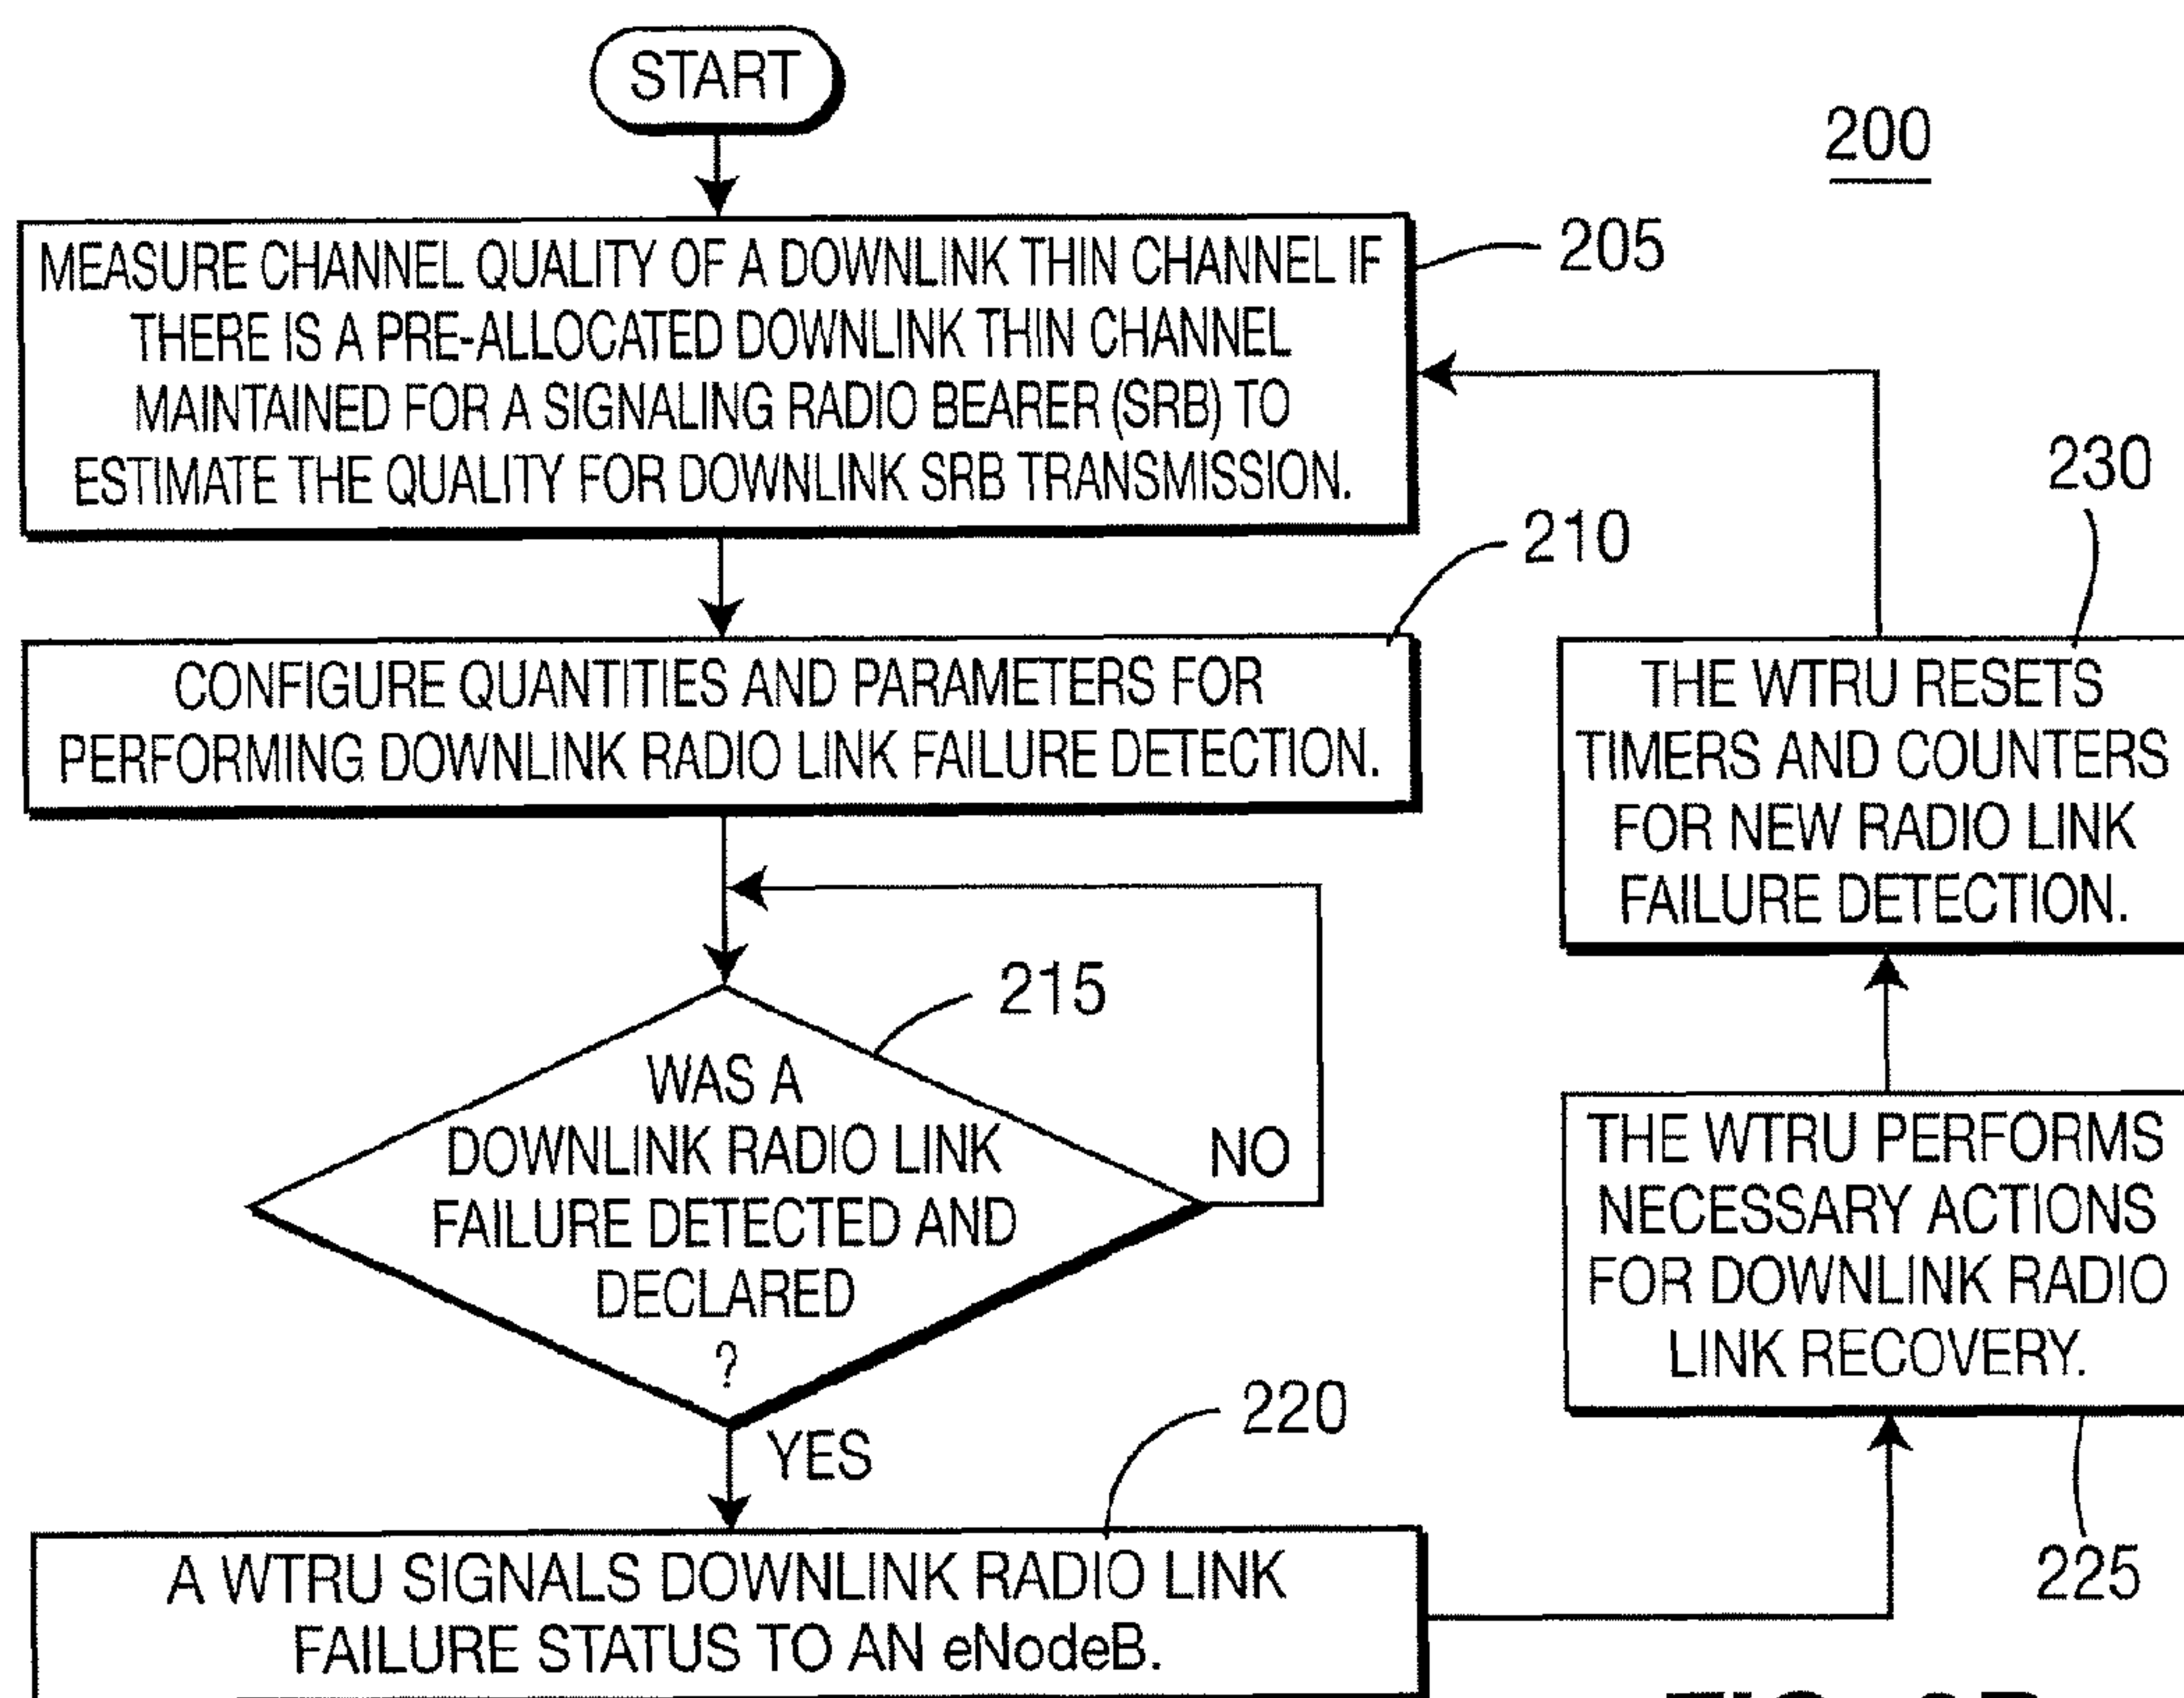 START
200
MEASURE CHANNEL QUALITY OF A DOWNLINK THIN CHANNEL IF
THERE IS A PRE-ALLOCATED DOWNLINK THIN CHANNEL
MAINTAINED FOR A SIGNALING RADIO BEARER (SRB) TO
ESTIMATE THE QUALITY FOR DOWNLINK SRB TRANSMISSION.
205
210
CONFIGURE QUANTITIES AND PARAMETERS FOR
PERFORMING DOWNLINK RADIO LINK FAILURE DETECTION.
215
WAS A
DOWNLINK RADIO LINK
FAILURE DETECTED AND
DECLARED
?
NO
YES
220
A WTRU SIGNALS DOWNLINK RADIO LINK
FAILURE STATUS TO AN eNodeB.
230
THE WTRU RESETS
TIMERS AND COUNTERS
FOR NEW RADIO LINK
FAILURE DETECTION.
THE WTRU PERFORMS
NECESSARY ACTIONS
FOR DOWNLINK RADIO
LINK RECOVERY.
225